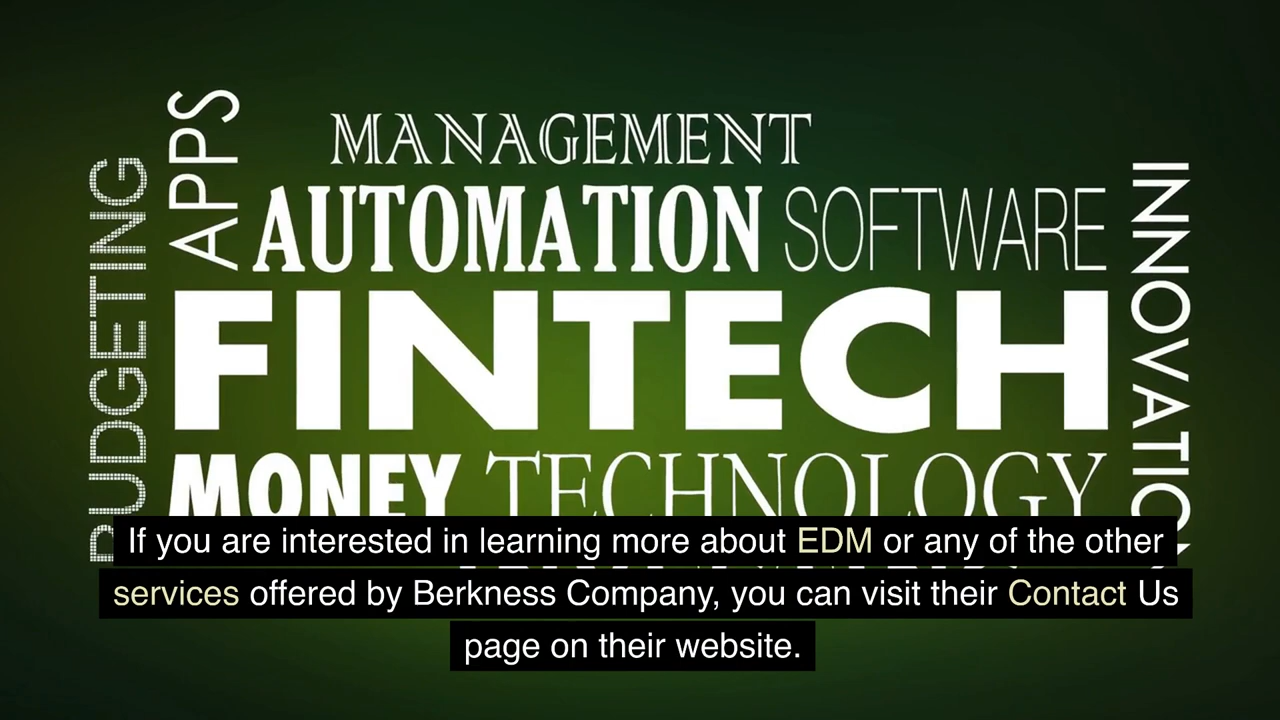 APPS
MANAGEMENT
BUDGETING
AUTOMATION SOFTWARE
FINTECH
MONEY TECHNOLOGY
If you are interested in learning more about EDM or any of the other
services offered by Berkness Company, you can visit their Contact Us
page on their website.